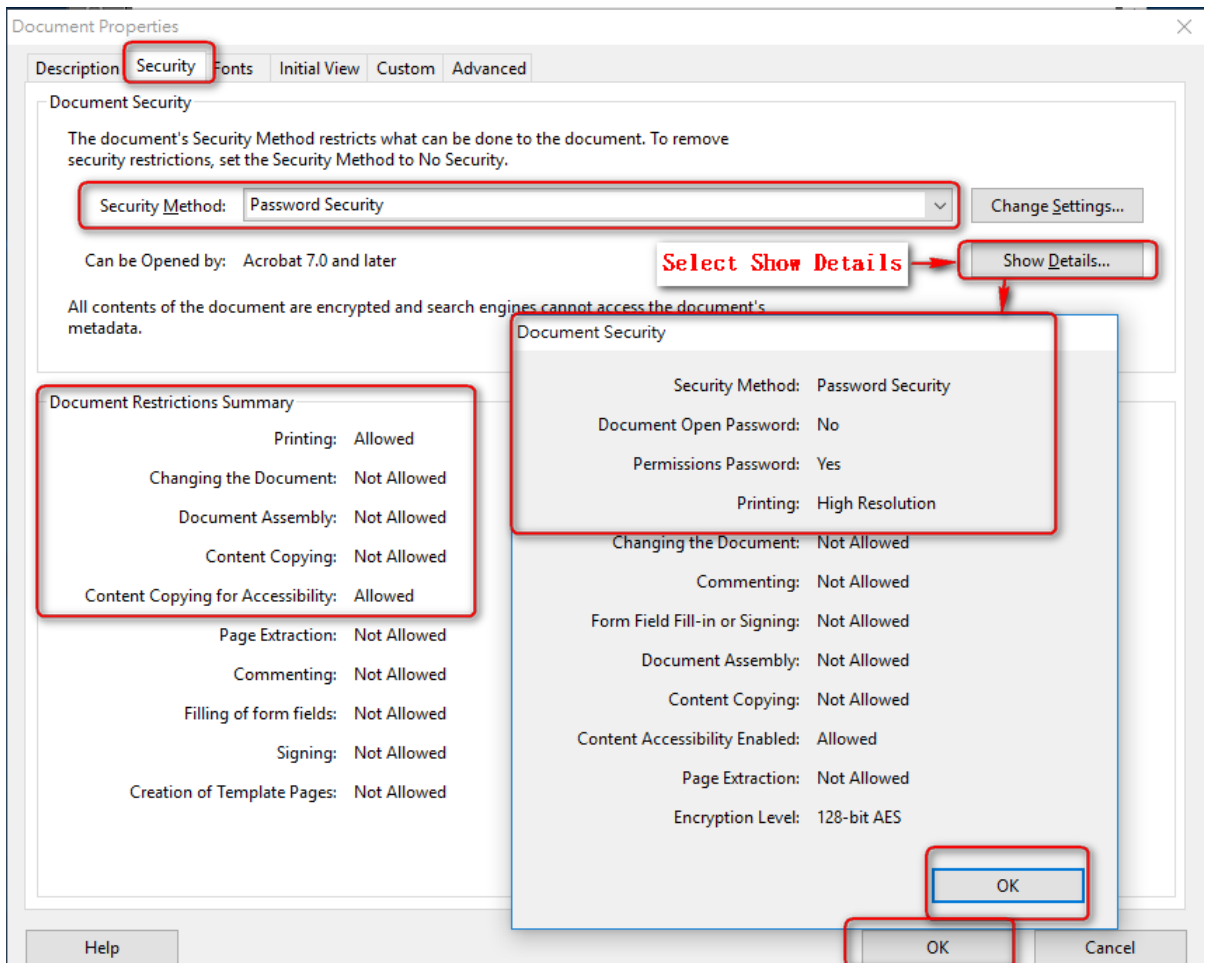 Document Properties
Description Security Fonts Initial View Custom Advanced
Document Security
The document's Security Method restricts what can be done to the document. To remove
security restrictions, set the Security Method to No Security.
Security Method: Password Security Change Settings...
Can be Opened by: Acrobat 7.0 and later
Select Show Details
Show Details...
All contents of the document are encrypted and search engines cannot access the document's
metadata.
Document Restrictions Summary
Printing: Allowed
Changing the Document: Not Allowed
Document Assembly: Not Allowed
Content Copying: Not Allowed
Content Copying for Accessibility: Allowed
Page Extraction: Not Allowed
Commenting: Not Allowed
Filling of form fields: Not Allowed
Signing: Not Allowed
Creation of Template Pages: Not Allowed
Document Security
Security Method: Password Security
Document Open Password: No
Permissions Password: Yes
Printing: High Resolution
Changing the Document: Not Allowed
Commenting: Not Allowed
Form Field Fill-in or Signing: Not Allowed
Document Assembly: Not Allowed
Content Copying: Not Allowed
Content Accessibility Enabled: Allowed
Page Extraction: Not Allowed
Encryption Level: 128-bit AES
OK
Help OK Cancel